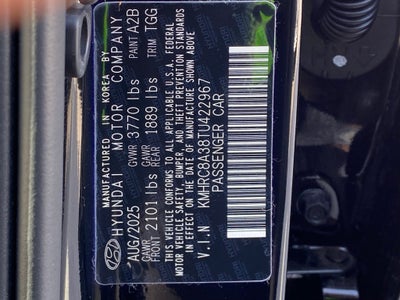 MANUFACTURED IN KOREA BY
HYUNDAI MOTOR COMPANY
AUG/2025 GVWR 3770 lbs PAINT A2B
GAWR FRONT 2101 lbs GAWR REAR 1889 lbs TRIM TGG
THIS VEHICLE CONFORMS TO ALL APPLICABLE U.S.A. FEDERAL
MOTOR VEHICLE SAFETY, BUMPER, AND THEFT PREVENTION STANDARDS
IN EFFECT ON THE DATE OF MANUFACTURE SHOWN ABOVE.
V.I.N KMHRC8A38TU422967
PASSENGER CAR